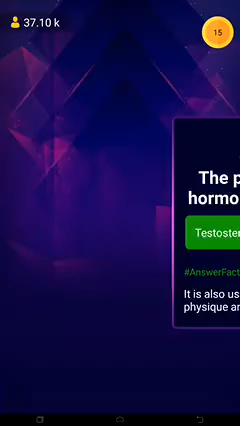 37.10 k
15
The p
hormo
Testoster
#AnswerFact
It is also us
physique an